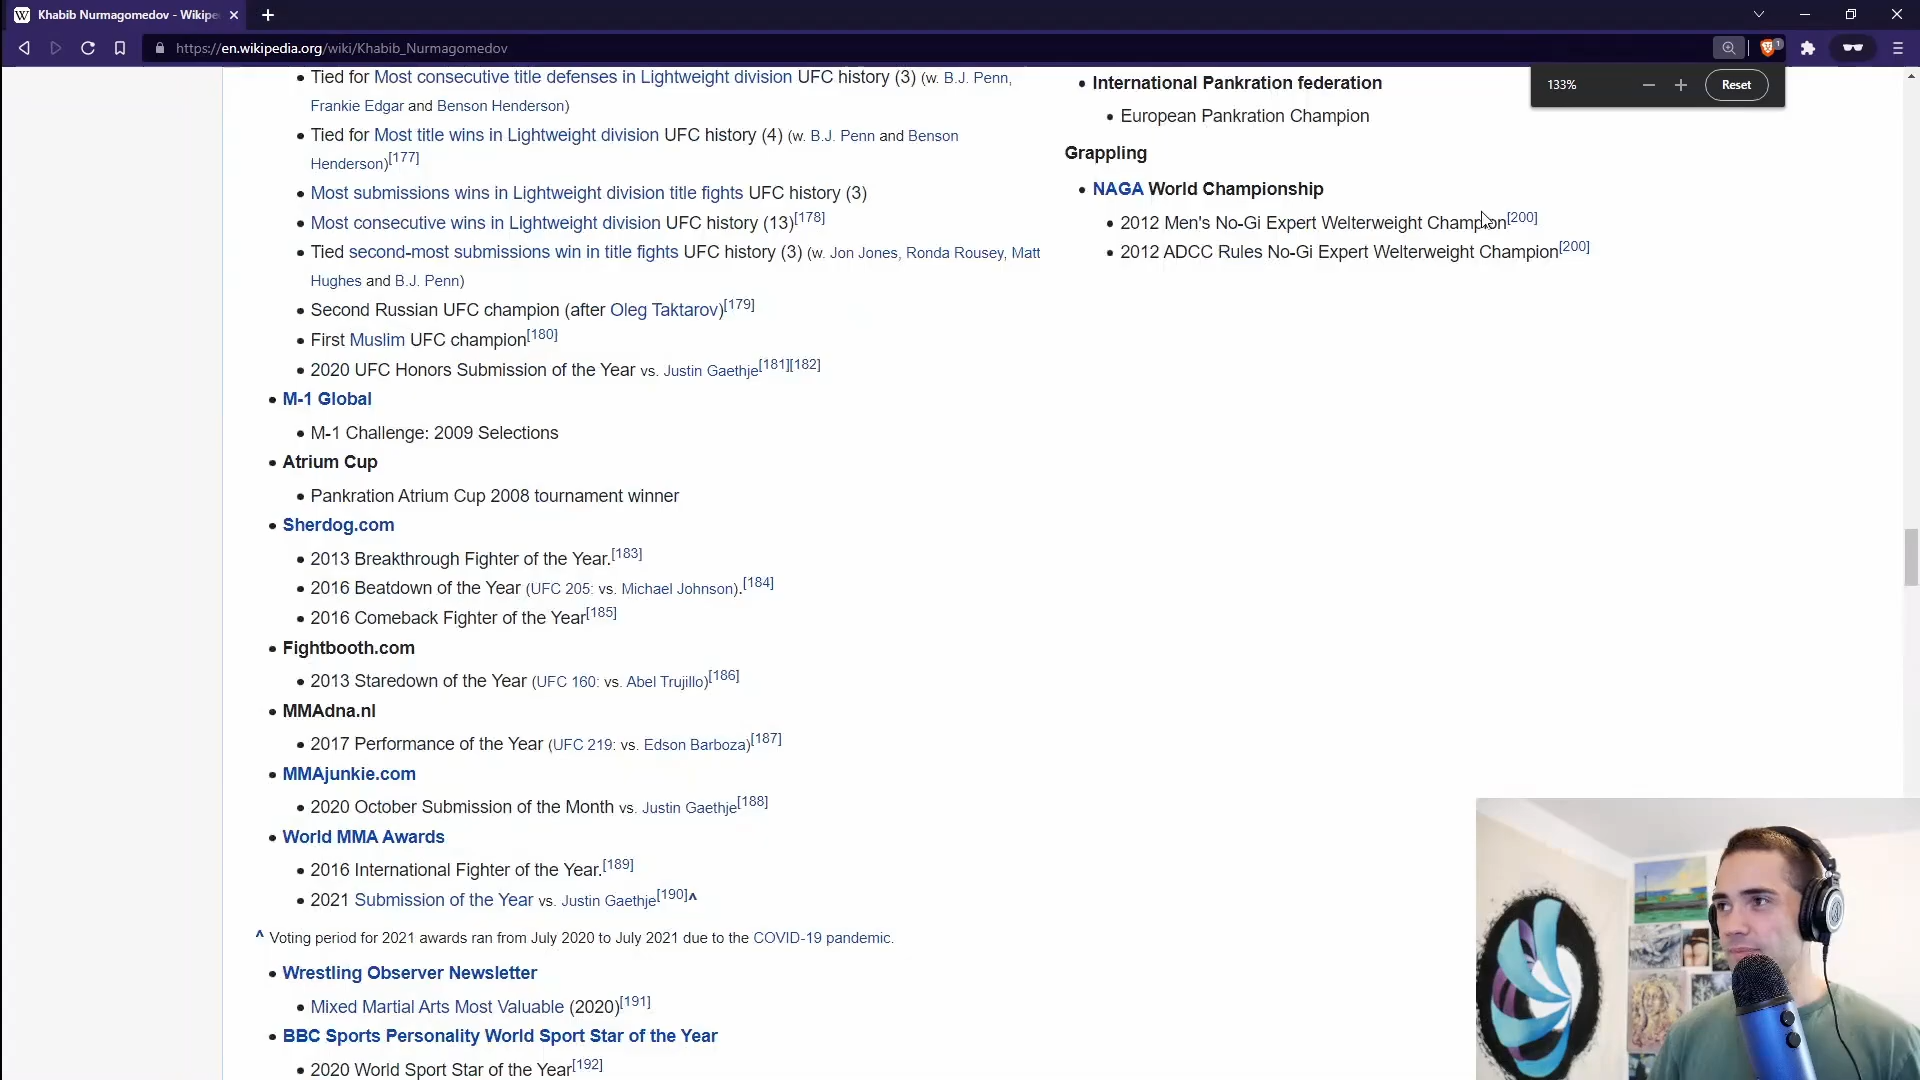 Khabib Nurmagomedov - Wikipe
https://en.wikipedia.org/wiki/Khabib_Nurmagomedov
1
133%
Reset
Tied for Most consecutive title defenses in Lightweight division UFC history (3) (w. B.J. Penn,
Frankie Edgar and Benson Henderson)
Tied for Most title wins in Lightweight division UFC history (4) (w. B.J. Penn and Benson
Henderson)[177]
Most submissions wins in Lightweight division title fights UFC history (3)
Most consecutive wins in Lightweight division UFC history (13)[178]
Tied second-most submissions win in title fights UFC history (3) (w. Jon Jones, Ronda Rousey, Matt
Hughes and B.J. Penn)
Second Russian UFC champion (after Oleg Taktarov)[179]
First Muslim UFC champion[180]
2020 UFC Honors Submission of the Year vs. Justin Gaethje[181][182]
M-1 Global
M-1 Challenge: 2009 Selections
Atrium Cup
Pankration Atrium Cup 2008 tournament winner
Sherdog.com
2013 Breakthrough Fighter of the Year.[183]
2016 Beatdown of the Year (UFC 205: vs. Michael Johnson).[184]
2016 Comeback Fighter of the Year[185]
Fightbooth.com
2013 Staredown of the Year (UFC 160: vs. Abel Trujillo)[186]
MMAdna.nl
2017 Performance of the Year (UFC 219: vs. Edson Barboza)[187]
MMAjunkie.com
2020 October Submission of the Month vs. Justin Gaethje[188]
World MMA Awards
2016 International Fighter of the Year.[189]
2021 Submission of the Year vs. Justin Gaethje[190]^
^ Voting period for 2021 awards ran from July 2020 to July 2021 due to the COVID-19 pandemic.
Wrestling Observer Newsletter
Mixed Martial Arts Most Valuable (2020)[191]
BBC Sports Personality World Sport Star of the Year
2020 World Sport Star of the Year[192]
International Pankration federation
European Pankration Champion
Grappling
NAGA World Championship
2012 Men's No-Gi Expert Welterweight Champion[200]
2012 ADCC Rules No-Gi Expert Welterweight Champion[200]